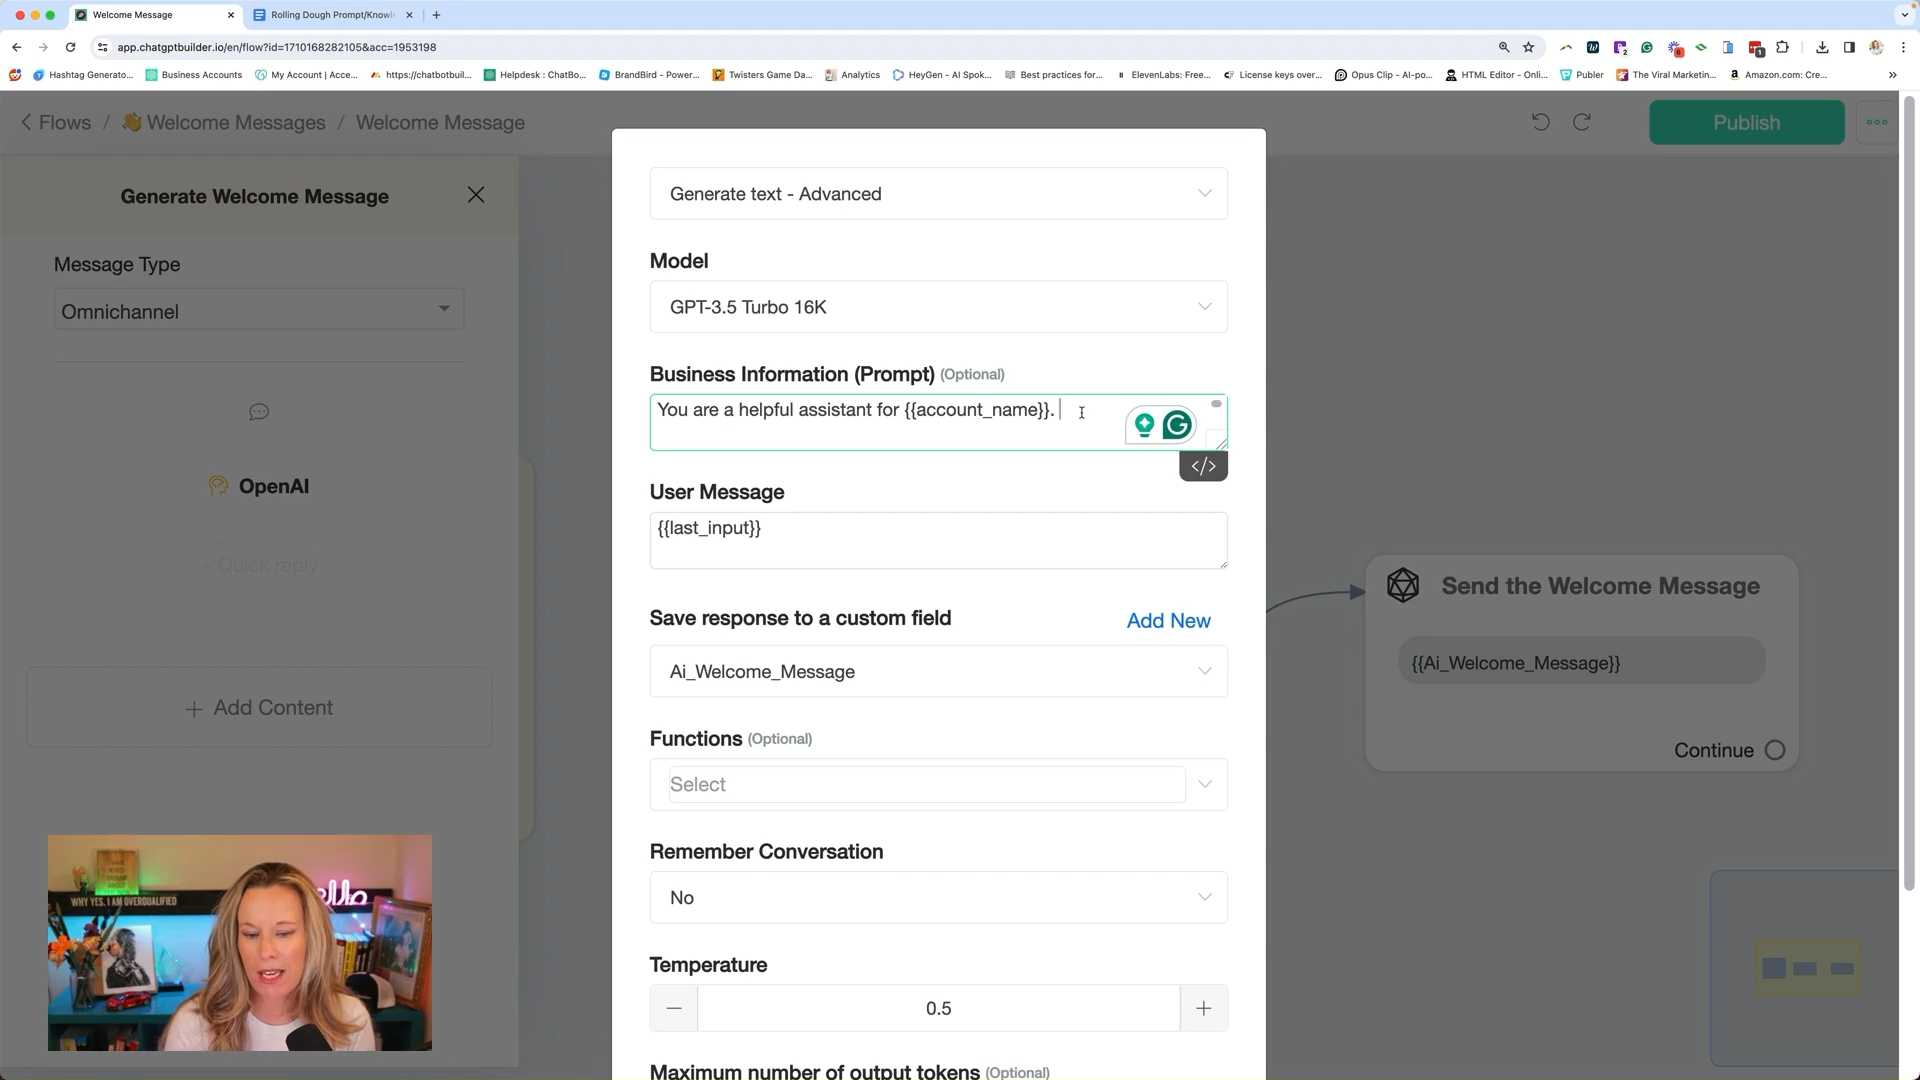 Welcome Message
Rolling Dough Prompt/Knowl
app.chatgptbuilder.io/en/flow?id=1710168282105&acc=1953198
Hashtag Generato...
Business Accounts
My Account | Acce...
https://chatbotbuil...
Helpdesk : ChatBo...
BrandBird - Power...
Twisters Game Da...
Analytics
HeyGen - AI Spok...
Best practices for...
ElevenLabs: Free...
License keys over...
Opus Clip - AI-po...
HTML Editor - Onli...
Publer
The Viral Marketin...
Amazon.com: Cre...
Flows / 👋 Welcome Messages / Welcome Message
Publish
Generate Welcome Message
Message Type
Omnichannel
OpenAI
+ Quick reply
+ Add Content
Generate text - Advanced
Model
GPT-3.5 Turbo 16K
Business Information (Prompt) (Optional)
You are a helpful assistant for {{account_name}}.
</>
User Message
{{last_input}}
Save response to a custom field
Add New
Ai_Welcome_Message
Functions (Optional)
Select
Remember Conversation
No
Temperature
0.5
Maximum number of output tokens (Optional)
Send the Welcome Message
{{Ai_Welcome_Message}}
Continue
WHY YES, I AM OVERQUALIFIED